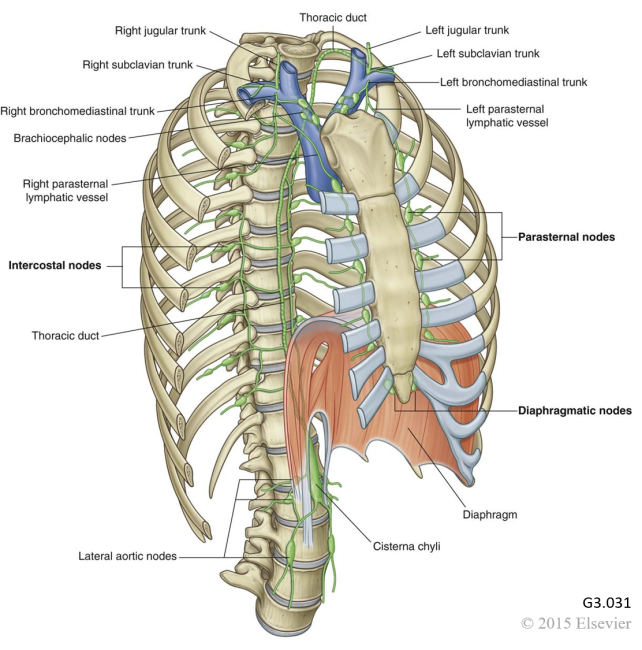 Thoracic duct
Right jugular trunk
Left jugular trunk
Left subclavian trunk
Right subclavian trunk
Left bronchomediastinal trunk
Right bronchomediastinal trunk
Left parasternal
lymphatic vessel
Brachiocephalic nodes
Right parasternal
lymphatic vessel
Parasternal nodes
Intercostal nodes
Thoracic duct
Diaphragmatic nodes
Diaphragm
Cisterna chyli
Lateral aortic nodes
G3.031
© 2015 Elsevier